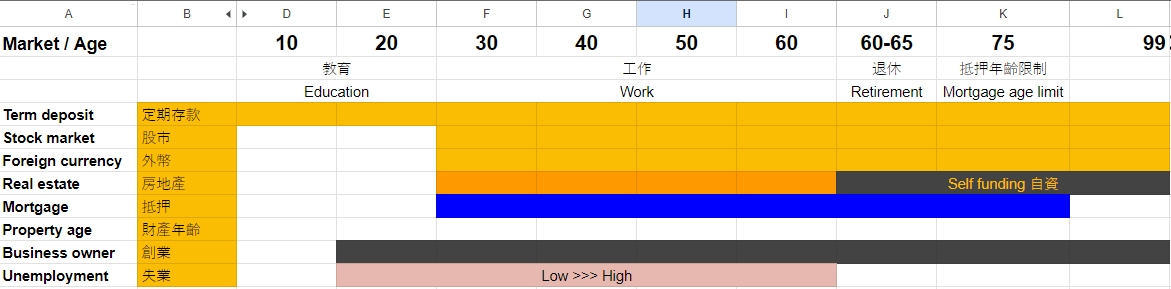 A B D E F G H I J K L
Market / Age 10 20 30 40 50 60 60-65 75 99
教育 工作 退休 抵押年齡限制
Education Work Retirement Mortgage age limit
Term deposit 定期存款
Stock market 股市
Foreign currency 外幣
Real estate 房地產 Self funding 自資
Mortgage 抵押
Property age 財產年齡
Business owner 創業
Unemployment 失業 Low >>> High